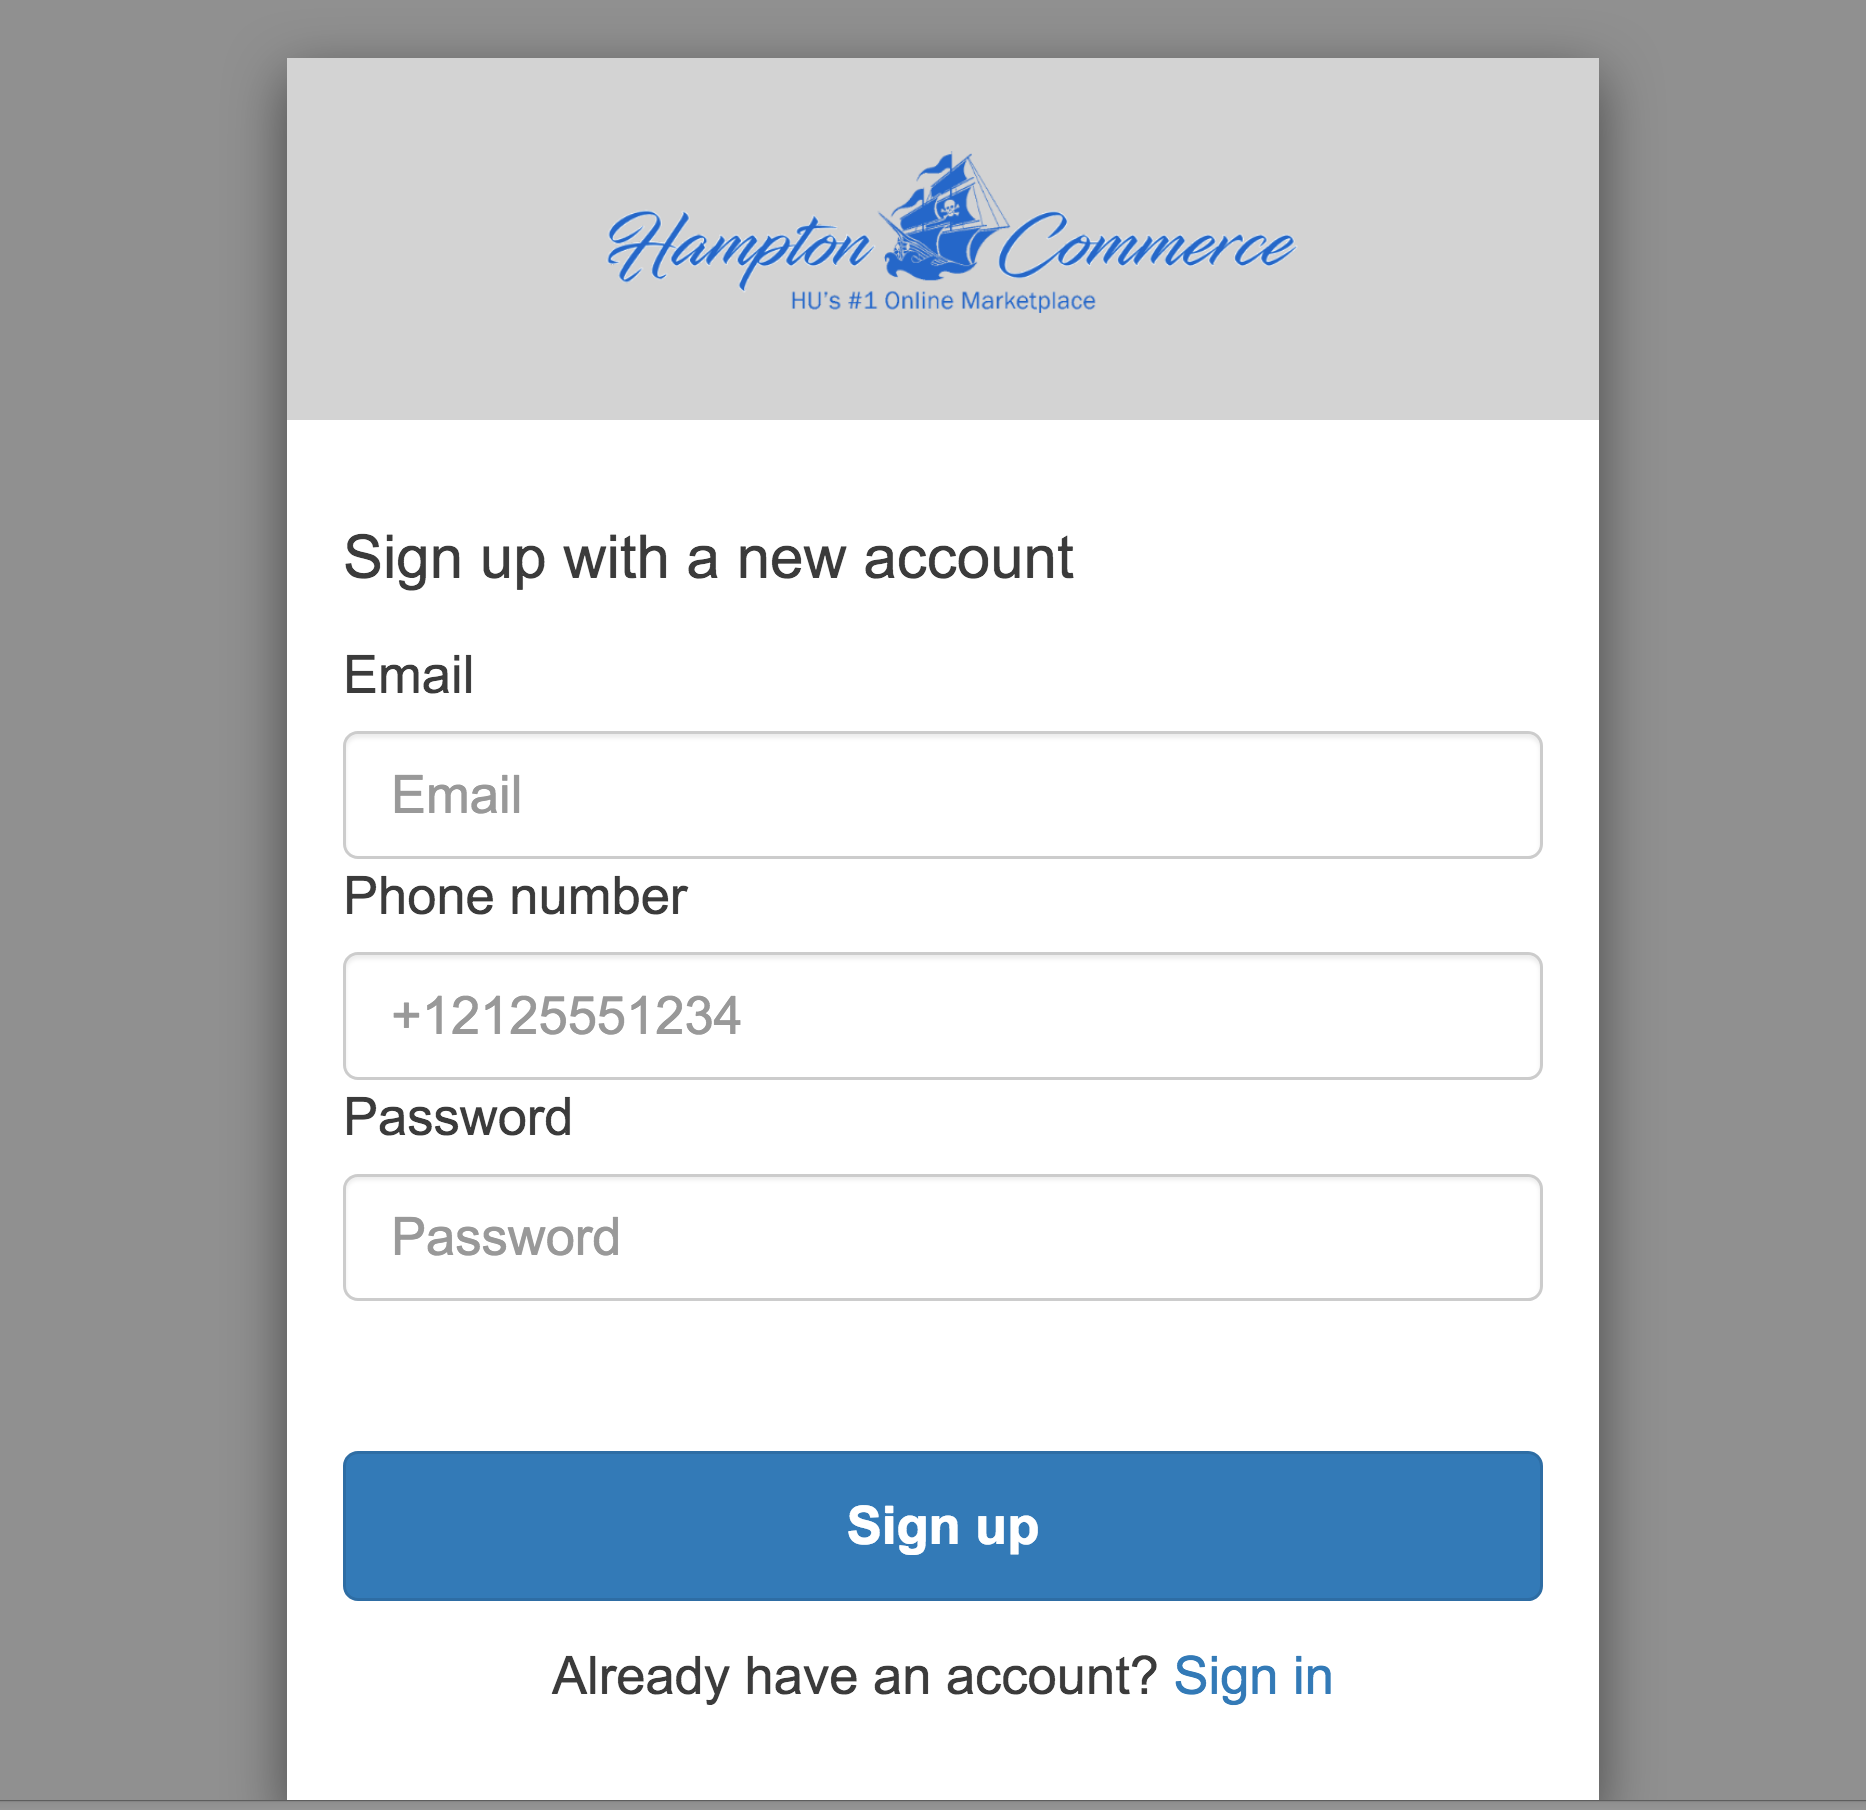 Hampton Commerce
HU's #1 Online Marketplace
Sign up with a new account
Email
Email
Phone number
+12125551234
Password
Password
Sign up
Already have an account? Sign in